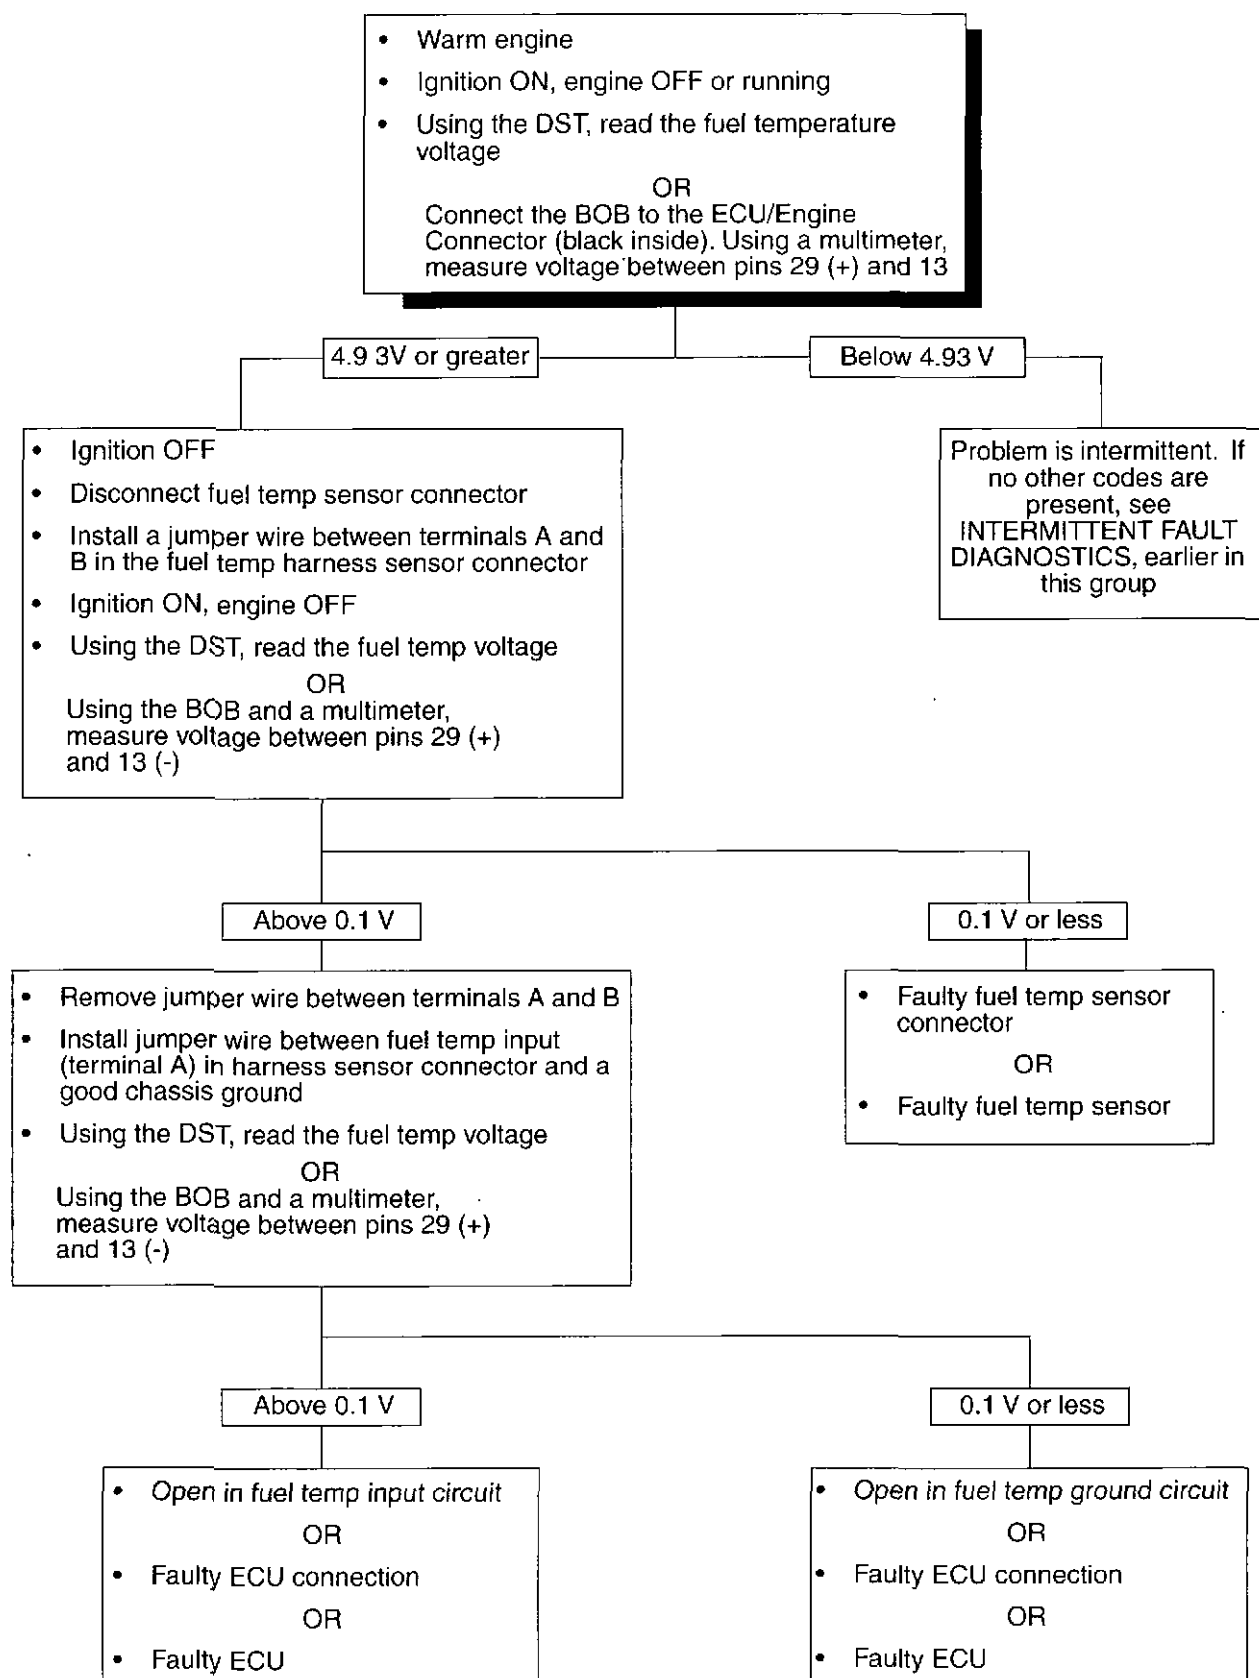 • Warm engine
• Ignition ON, engine OFF or running
• Using the DST, read the fuel temperature
voltage
OR
Connect the BOB to the ECU/Engine
Connector (black inside). Using a multimeter,
measure voltage between pins 29 (+) and 13
4.9 3V or greater
Below 4.93 V
• Ignition OFF
• Disconnect fuel temp sensor connector
• Install a jumper wire between terminals A and
B in the fuel temp harness sensor connector
• Ignition ON, engine OFF
• Using the DST, read the fuel temp voltage
OR
Using the BOB and a multimeter,
measure voltage between pins 29 (+)
and 13 (-)
Problem is intermittent. If
no other codes are
present, see
INTERMITTENT FAULT
DIAGNOSTICS, earlier in
this group
Above 0.1 V
0.1 V or less
• Remove jumper wire between terminals A and B
• Install jumper wire between fuel temp input
(terminal A) in harness sensor connector and a
good chassis ground
• Using the DST, read the fuel temp voltage
OR
Using the BOB and a multimeter,
measure voltage between pins 29 (+)
and 13 (-)
• Faulty fuel temp sensor
connector
OR
• Faulty fuel temp sensor
Above 0.1 V
0.1 V or less
• Open in fuel temp input circuit
OR
• Faulty ECU connection
OR
• Faulty ECU
• Open in fuel temp ground circuit
OR
• Faulty ECU connection
OR
• Faulty ECU